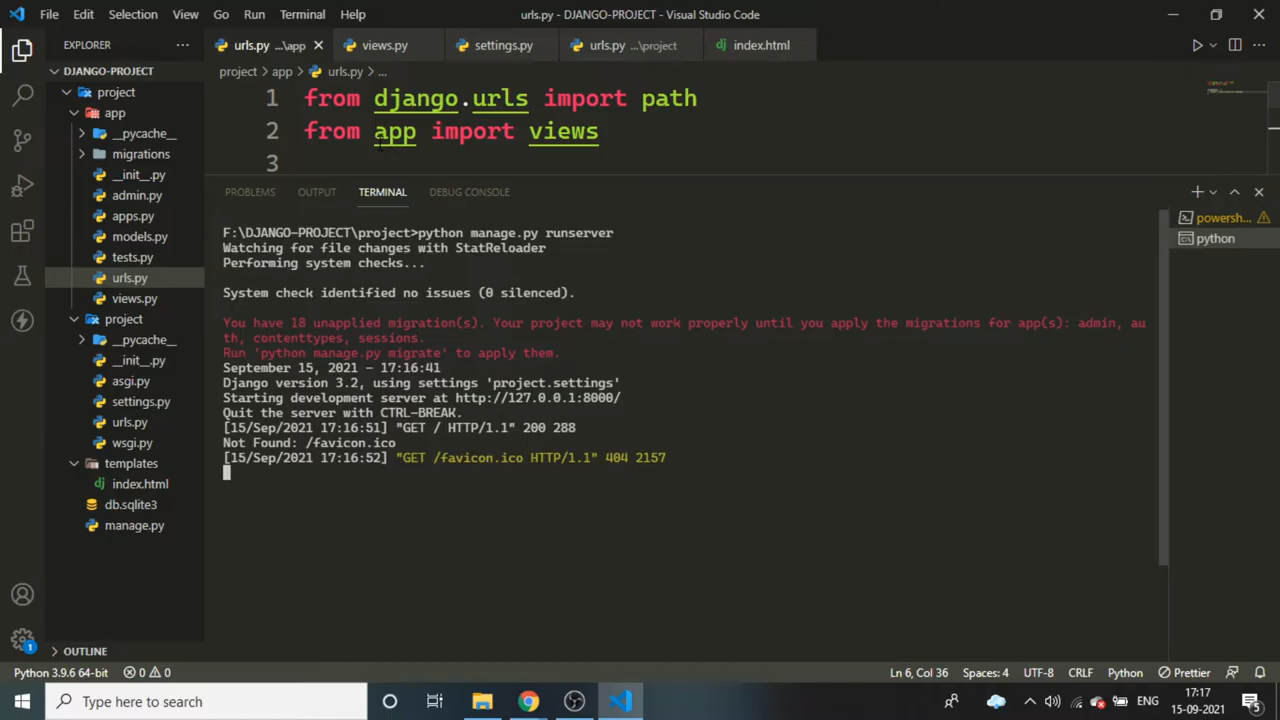 File Edit Selection View Go Run Terminal Help
urls.py - DJANGO-PROJECT - Visual Studio Code
EXPLORER
DJANGO-PROJECT
project
app
__pycache__
migrations
__init__.py
admin.py
apps.py
models.py
tests.py
urls.py
views.py
project
__pycache__
__init__.py
asgi.py
settings.py
urls.py
wsgi.py
templates
index.html
db.sqlite3
manage.py
OUTLINE
urls.py ...\app
views.py
settings.py
urls.py ...\project
index.html
project > app > urls.py > ...
1 from django.urls import path
2 from app import views
3
PROBLEMS OUTPUT TERMINAL DEBUG CONSOLE
powersh...
python
F:\DJANGO-PROJECT\project>python manage.py runserver
Watching for file changes with StatReloader
Performing system checks...
System check identified no issues (0 silenced).
You have 18 unapplied migration(s). Your project may not work properly until you apply the migrations for app(s): admin, au
th, contenttypes, sessions.
Run 'python manage.py migrate' to apply them.
September 15, 2021 - 17:16:41
Django version 3.2, using settings 'project.settings'
Starting development server at http://127.0.0.1:8000/
Quit the server with CTRL-BREAK.
[15/Sep/2021 17:16:51] "GET / HTTP/1.1" 200 288
Not Found: /favicon.ico
[15/Sep/2021 17:16:52] "GET /favicon.ico HTTP/1.1" 404 2157
1
Python 3.9.6 64-bit 0 0 Ln 6, Col 36 Spaces: 4 UTF-8 CRLF Python Prettier
Type here to search
ENG
17:17
15-09-2021
5